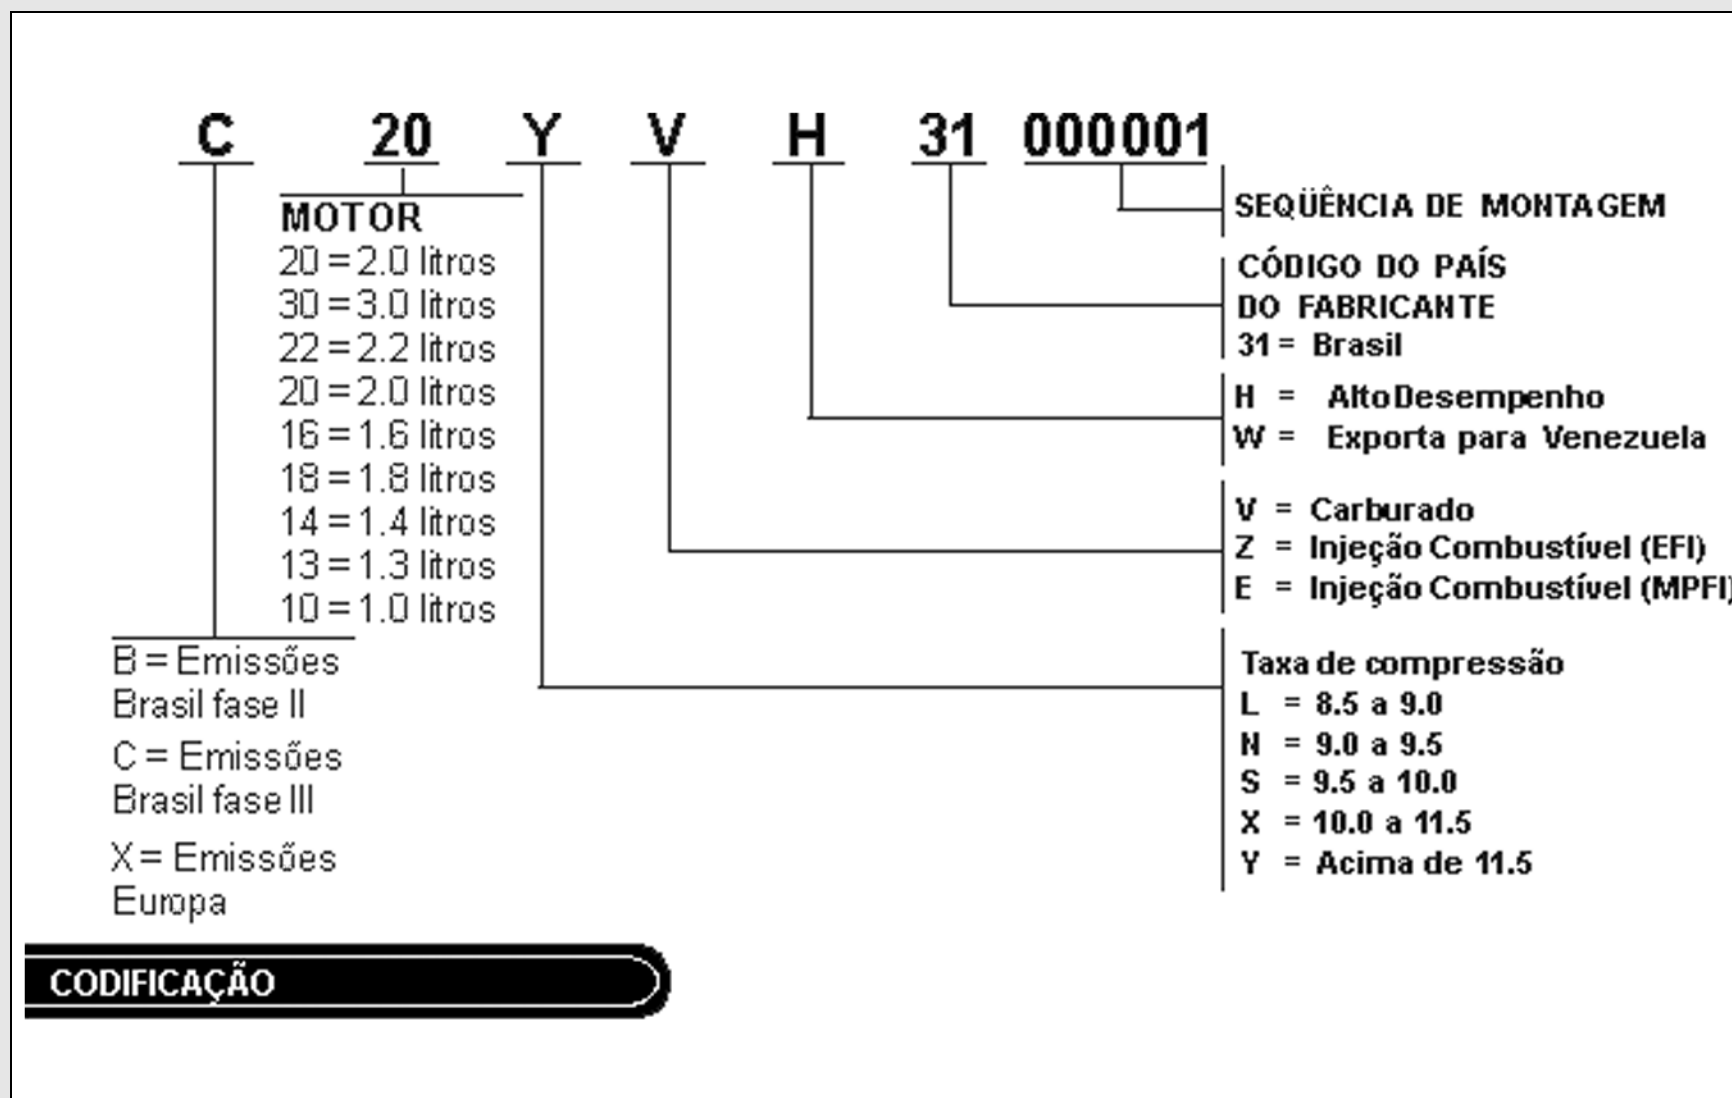 C 20 Y V H 31 000001
MOTOR
20 = 2.0 litros
30 = 3.0 litros
22 = 2.2 litros
20 = 2.0 litros
16 = 1.6 litros
18 = 1.8 litros
14 = 1.4 litros
13 = 1.3 litros
10 = 1.0 litros
B = Emissões
Brasil fase II
C = Emissões
Brasil fase III
X = Emissões
Europa
SEQÜÊNCIA DE MONTAGEM
CÓDIGO DO PAÍS
DO FABRICANTE
31 = Brasil
H = Alto Desempenho
W = Exporta para Venezuela
V = Carburado
Z = Injeção Combustível (EFI)
E = Injeção Combustível (MPFI)
Taxa de compressão
L = 8.5 a 9.0
N = 9.0 a 9.5
S = 9.5 a 10.0
X = 10.0 a 11.5
Y = Acima de 11.5
CODIFICAÇÃO